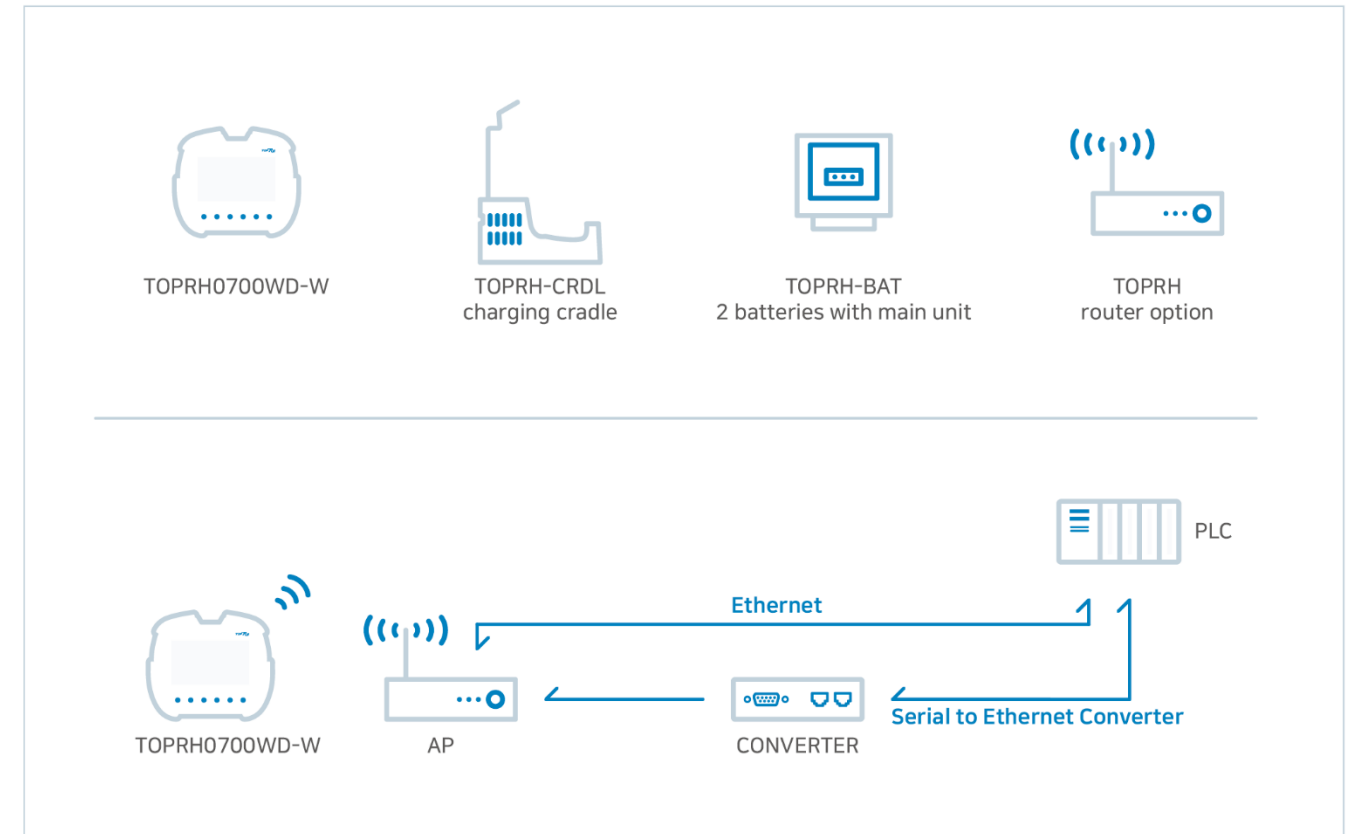 TOPRH0700WD-W
TOPRH-CRDL
charging cradle
TOPRH-BAT
2 batteries with main unit
TOPRH
router option
PLC
Ethernet
Serial to Ethernet Converter
TOPRH0700WD-W
AP
CONVERTER